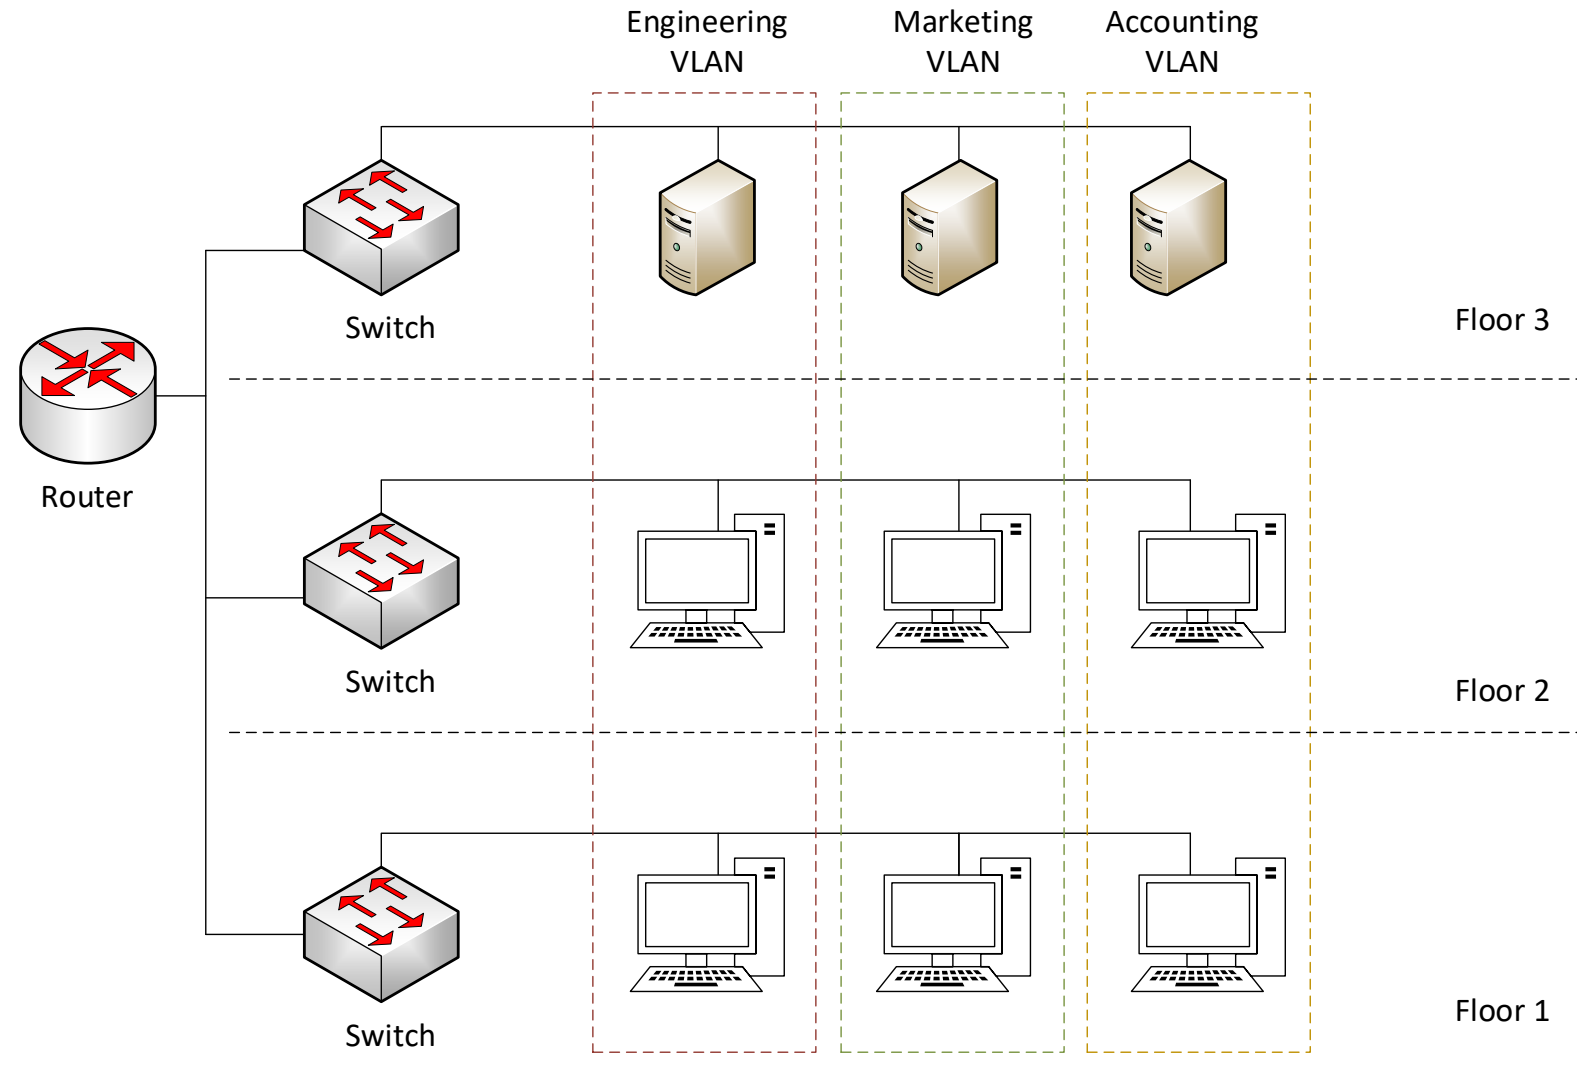 Engineering
VLAN
Marketing
VLAN
Accounting
VLAN
Switch
Floor 3
Router
Switch
Floor 2
Switch
Floor 1